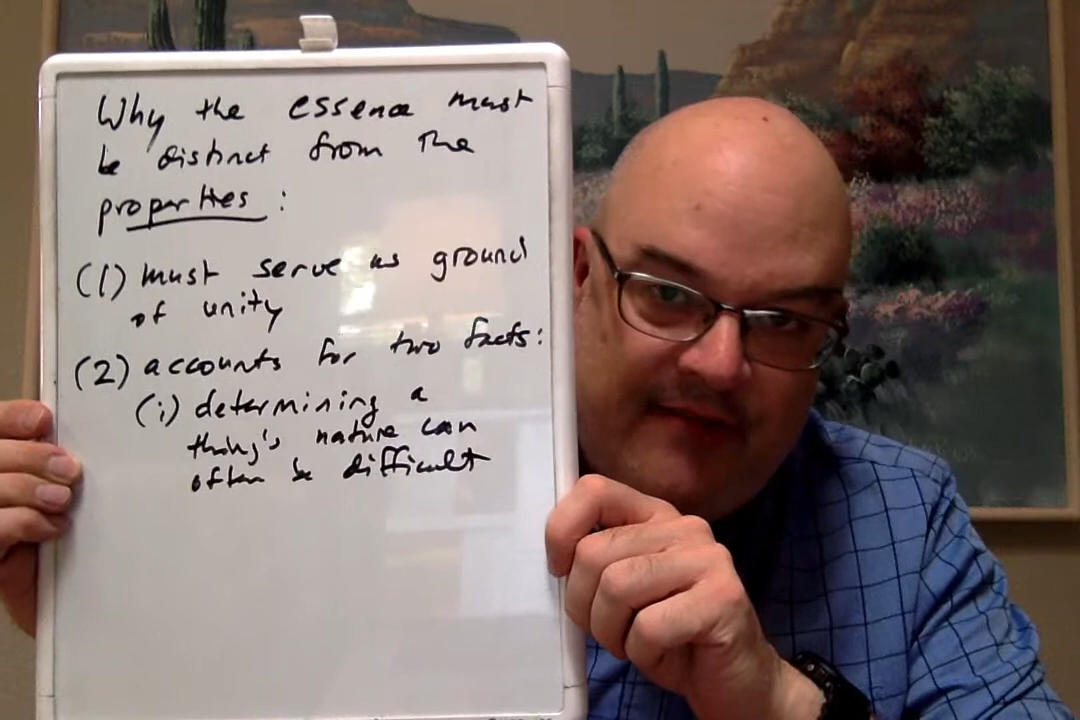 Why the essence must
be distinct from the
properties :
(1) must serve as ground
of unity
(2) accounts for two facts:
(i) determining a
thing's nature can
often be difficult